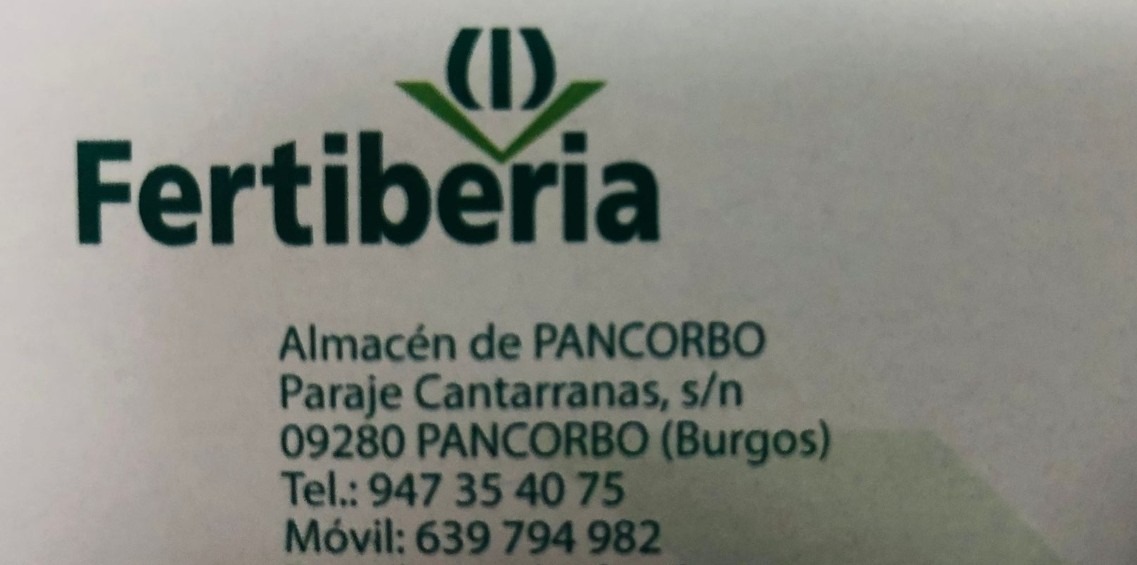 Fertiberia
Almacén de PANCORBO
Paraje Cantarranas, s/n
09280 PANCORBO (Burgos)
Tel.: 947 35 40 75
Móvil: 639 794 982